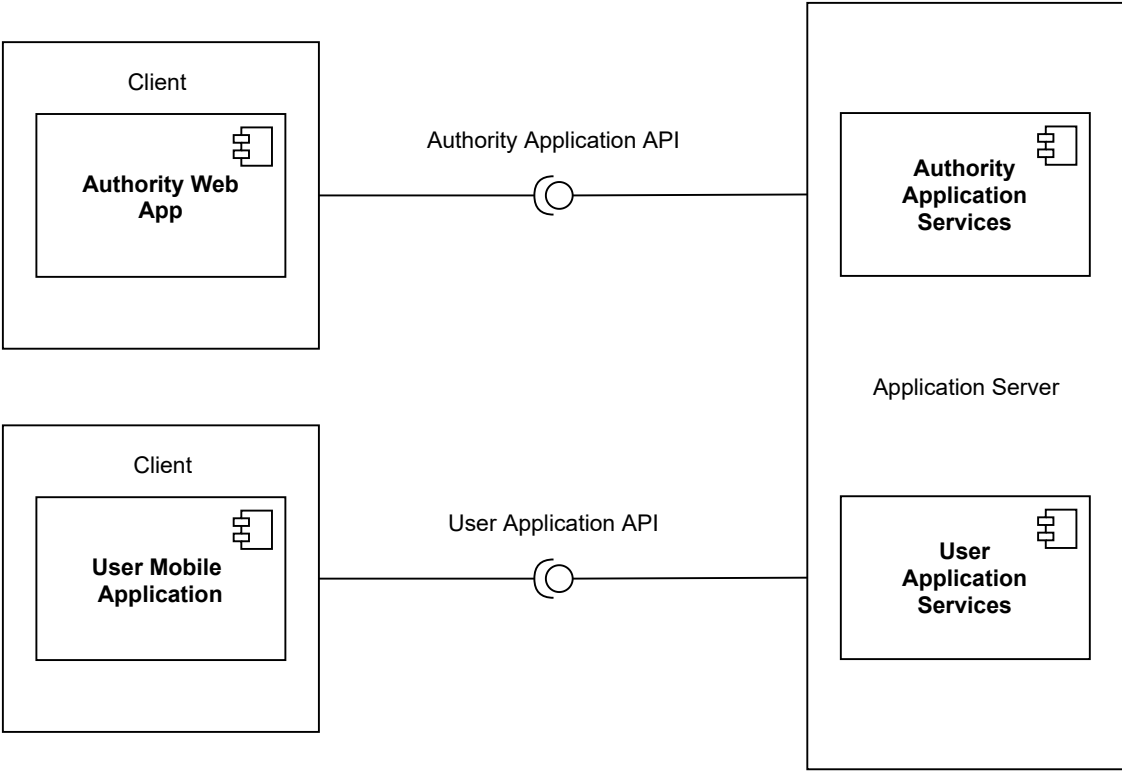 Client
Authority Web
App
Authority Application API
Authority
Application
Services
Application Server
Client
User Mobile
Application
User Application API
User
Application
Services